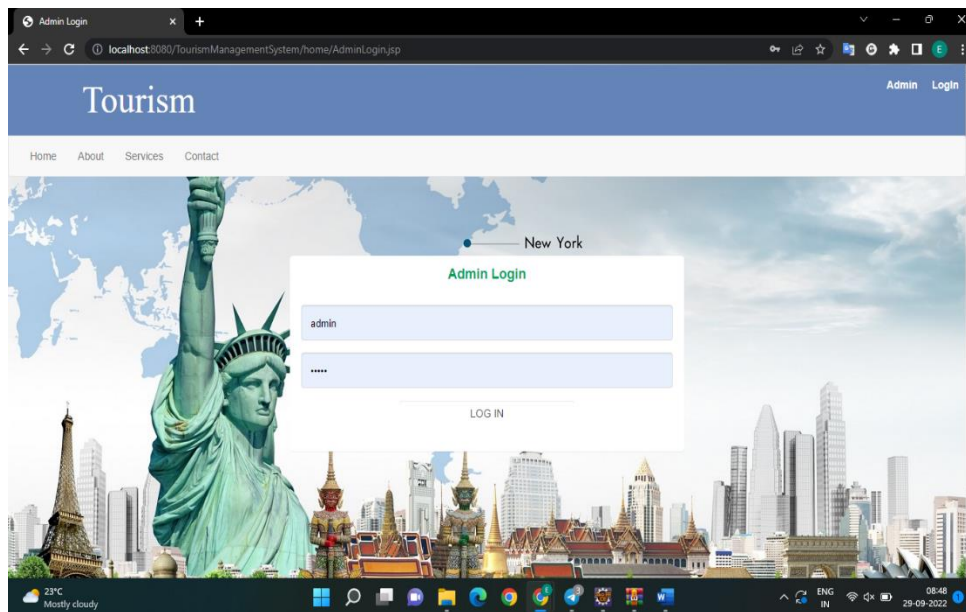 Admin Login
localhost:8080/TourismManagementSystem/home/AdminLogin.jsp
E
Admin LogIn
Tourism
Home About Services Contact
New York
Admin Login
admin
•••••
LOG IN
23°C
Mostly cloudy
ENG
IN
08:48
29-09-2022